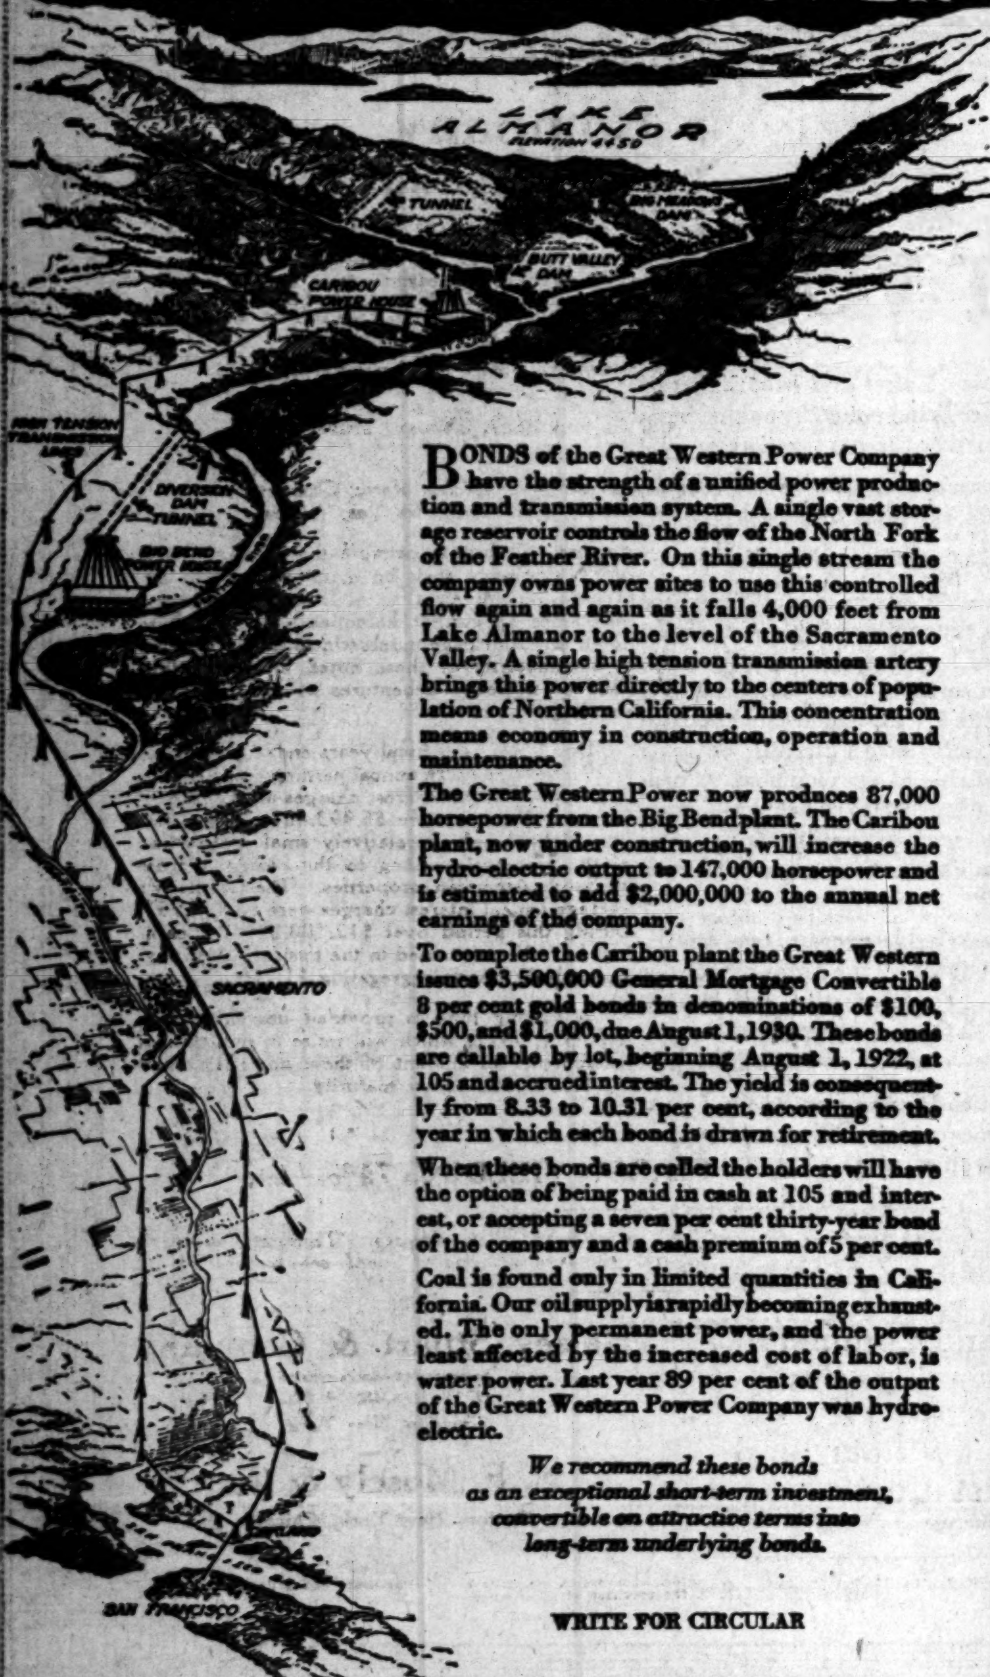 LAKE
ALMANOR
ELEVATION 4450
TUNNEL
BIG MEADOWS
DAM
BUTT VALLEY
DAM
CARIBOU
POWER HOUSE
HIGH TENSION
TRANSMISSION
LINES
DIVERSION
DAM
TUNNEL
BIG BEND
POWER HOUSE
RIVER
SACRAMENTO
OAKLAND
SAN FRANCISCO BAY
SAN FRANCISCO
BONDS of the Great Western Power Company
have the strength of a unified power produc-
tion and transmission system. A single vast stor-
age reservoir controls the flow of the North Fork
of the Feather River. On this single stream the
company owns power sites to use this controlled
flow again and again as it falls 4,000 feet from
Lake Almanor to the level of the Sacramento
Valley. A single high tension transmission artery
brings this power directly to the centers of popu-
lation of Northern California. This concentration
means economy in construction, operation and
maintenance.
The Great Western Power now produces 87,000
horsepower from the Big Bend plant. The Caribou
plant, now under construction, will increase the
hydro-electric output to 147,000 horsepower and
is estimated to add $2,000,000 to the annual net
earnings of the company.
To complete the Caribou plant the Great Western
issues $3,500,000 General Mortgage Convertible
8 per cent gold bonds in denominations of $100,
$500, and $1,000, due August 1, 1930. These bonds
are callable by lot, beginning August 1, 1922, at
105 and accrued interest. The yield is consequent-
ly from 8.33 to 10.31 per cent, according to the
year in which each bond is drawn for retirement.
When these bonds are called the holders will have
the option of being paid in cash at 105 and inter-
est, or accepting a seven per cent thirty-year bond
of the company and a cash premium of 5 per cent.
Coal is found only in limited quantities in Cali-
fornia. Our oil supply is rapidly becoming exhaust-
ed. The only permanent power, and the power
least affected by the increased cost of labor, is
water power. Last year 89 per cent of the output
of the Great Western Power Company was hydro-
electric.
We recommend these bonds
as an exceptional short-term investment,
convertible on attractive terms into
long-term underlying bonds.
WRITE FOR CIRCULAR